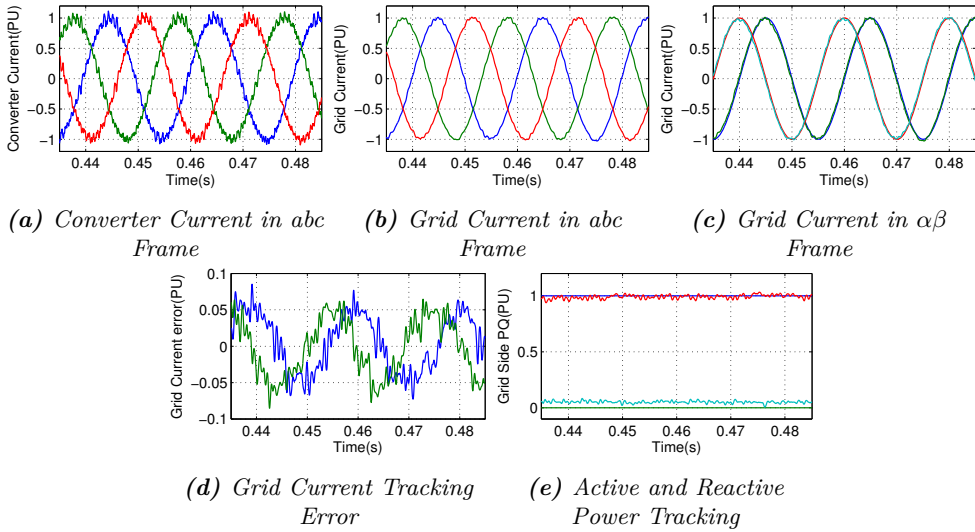 Converter Current(PU)
1
0.5
0
−0.5
−1
0.44 0.45 0.46 0.47 0.48
Time(s)
(a) Converter Current in abc
Frame
Grid Current(PU)
1
0.5
0
−0.5
−1
0.44 0.45 0.46 0.47 0.48
Time(s)
(b) Grid Current in abc
Frame
Grid Current(PU)
1
0.5
0
−0.5
−1
0.44 0.45 0.46 0.47 0.48
Time(s)
(c) Grid Current in αβ
Frame
Grid Current error(PU)
0.1
0.05
0
−0.05
−0.1
0.44 0.45 0.46 0.47 0.48
Time(s)
(d) Grid Current Tracking
Error
Grid Side PQ(PU)
1
0.5
0
0.44 0.45 0.46 0.47 0.48
Time(s)
(e) Active and Reactive
Power Tracking